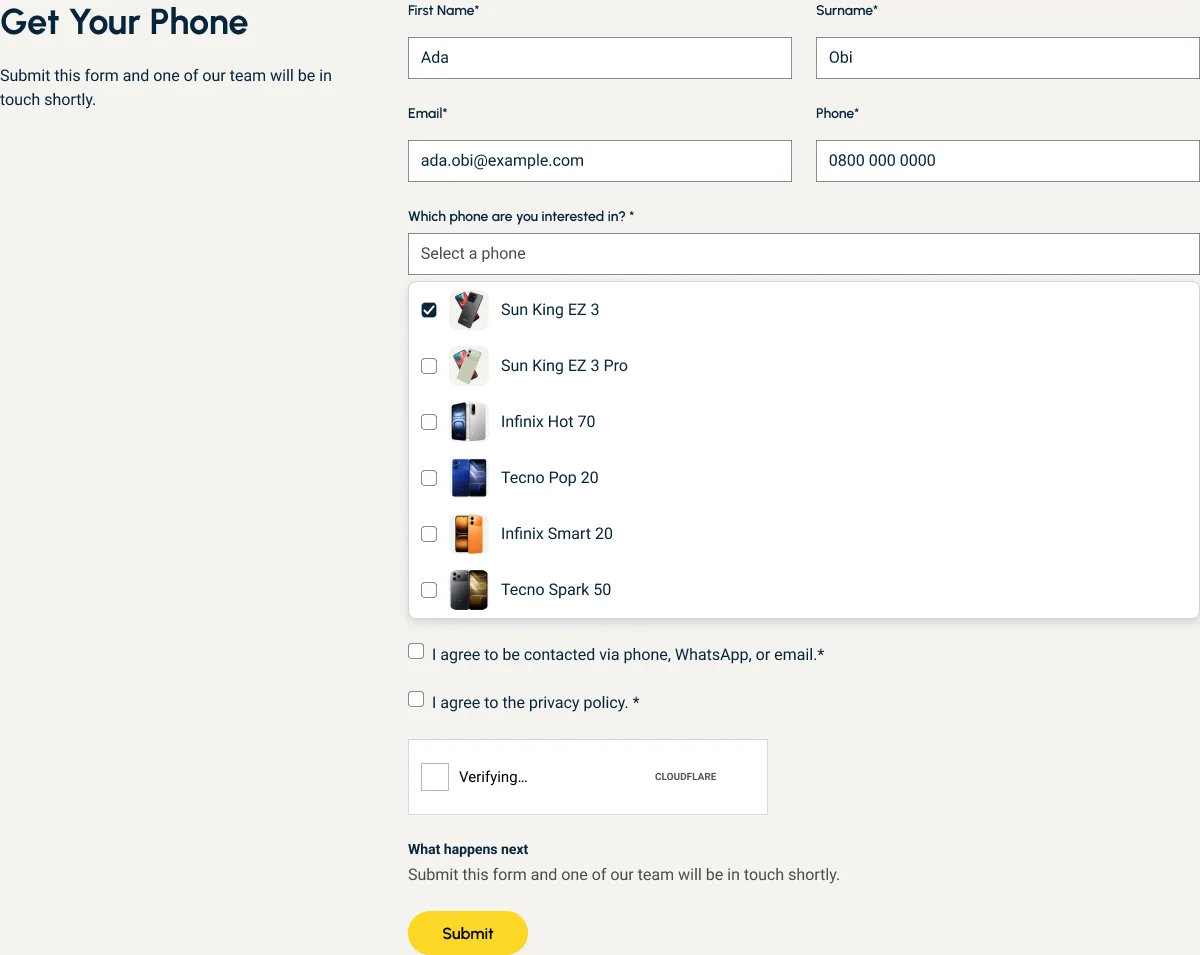 Get Your Phone
Submit this form and one of our team will be in
touch shortly.
First Name*
Surname*
Ada
Obi
Email*
Phone*
ada.obi@example.com
0800 000 0000
Which phone are you interested in? *
Select a phone
Sun King EZ 3
Sun King EZ 3 Pro
Infinix Hot 70
Tecno Pop 20
Infinix Smart 20
Tecno Spark 50
I agree to be contacted via phone, WhatsApp, or email.*
I agree to the privacy policy. *
Verifying...
CLOUDFLARE
What happens next
Submit this form and one of our team will be in touch shortly.
Submit